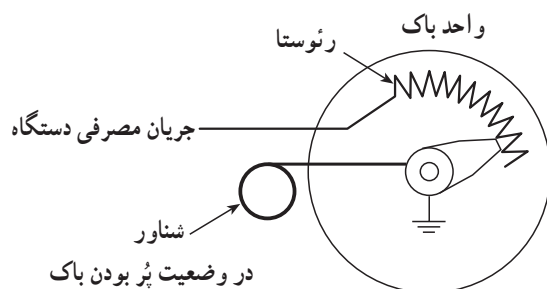 واحد باک
رئوستا
جریان مصرفی دستگاه
شناور
در وضعیت پُر بودن باک